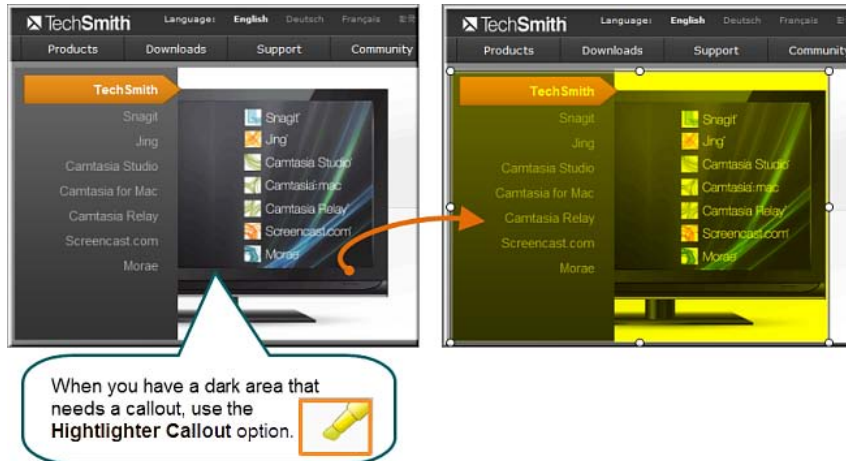 TechSmith Language: English Deutsch Français
Products Downloads Support Community
TechSmith
Snagit
Jing
Camtasia Studio
Camtasia for Mac
Camtasia Relay
Screencast.com
Morae
Snagit
Jing
Camtasia Studio
Camtasia:mac
Camtasia Relay
Screencast.com
Morae
When you have a dark area that
needs a callout, use the
Hightlighter Callout option.
TechSmith Language: English Deutsch Français
Products Downloads Support Community
TechSmith
Snagit
Jing
Camtasia Studio
Camtasia for Mac
Camtasia Relay
Screencast.com
Morae
Snagit
Jing
Camtasia Studio
Camtasia:mac
Camtasia Relay
Screencast.com
Morae